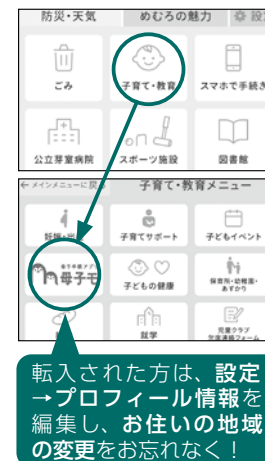 防災・天気 めむろの魅力 設
ごみ 子育て・教育 スマホで手続き
公立芽室病院 スポーツ施設 図書館
←メインメニューに戻る 子育て・教育メニュー
妊娠・出 子育てサポート 子どもイベント
母子モ 子どもの健康 保育所・幼稚園・
あずかり
就学 児童クラブ
転入された方は、設定
→プロフィール情報を
編集し、お住いの地域
の変更をお忘れなく！